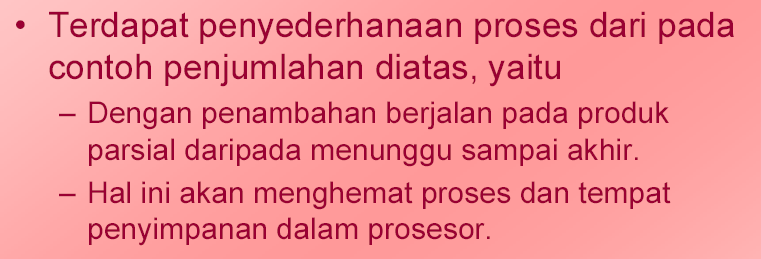 • Terdapat penyederhanaan proses dari pada
contoh penjumlahan diatas, yaitu
– Dengan penambahan berjalan pada produk
parsial daripada menunggu sampai akhir.
– Hal ini akan menghemat proses dan tempat
penyimpanan dalam prosesor.